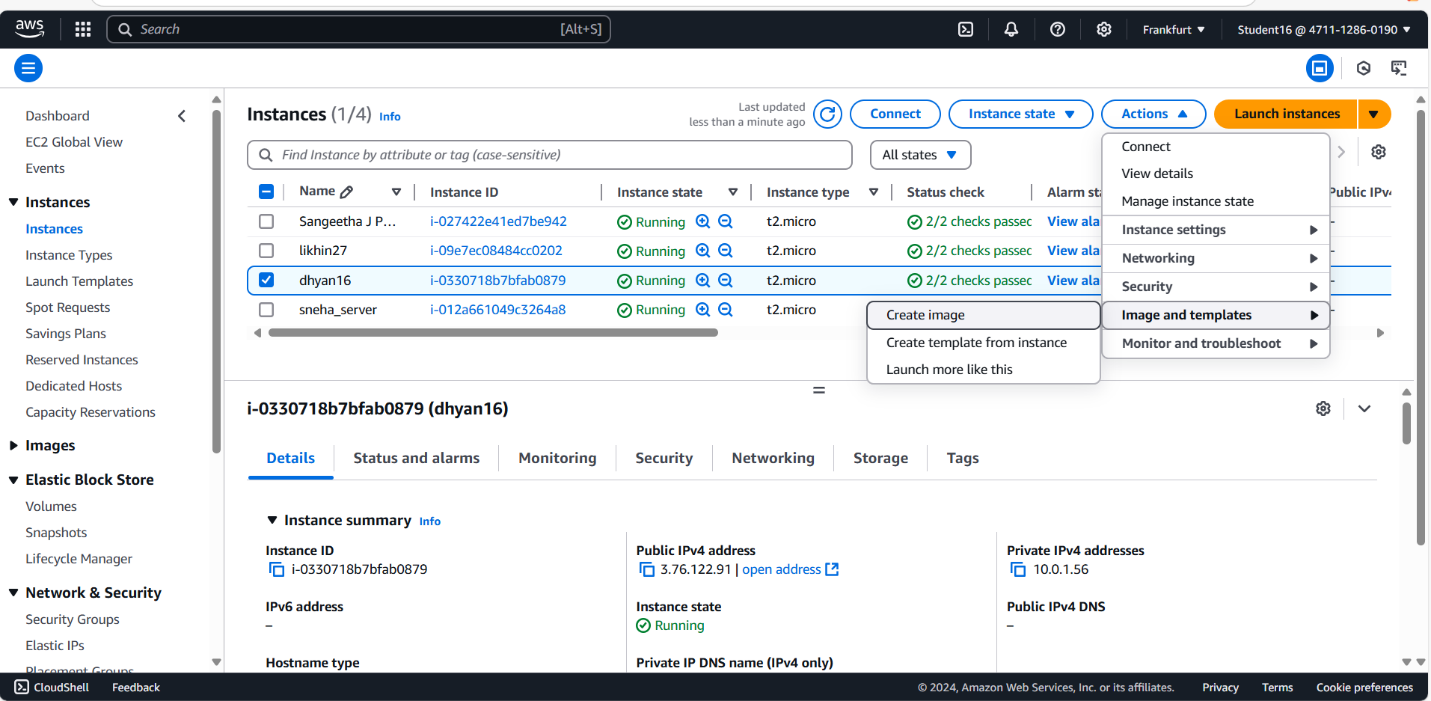 aws Search [Alt+S] Frankfurt Student16 @ 4711-1286-0190
Dashboard
EC2 Global View
Events
Instances
Instances
Instance Types
Launch Templates
Spot Requests
Savings Plans
Reserved Instances
Dedicated Hosts
Capacity Reservations
Images
Elastic Block Store
Volumes
Snapshots
Lifecycle Manager
Network & Security
Security Groups
Elastic IPs
Placement Groups
Instances (1/4) Info
Last updated
less than a minute ago
Connect Instance state Actions Launch instances
Find Instance by attribute or tag (case-sensitive) All states
Name Instance ID Instance state Instance type Status check Alarm sta Public IPv4
Sangeetha J P... i-027422e41ed7be942 Running t2.micro 2/2 checks passed View ala –
likhin27 i-09e7ec08484cc0202 Running t2.micro 2/2 checks passed View ala –
dhyan16 i-0330718b7bfab0879 Running t2.micro 2/2 checks passed View ala –
sneha_server i-012a661049c3264a8 Running t2.micro –
Connect
View details
Manage instance state
Instance settings
Networking
Security
Image and templates
Monitor and troubleshoot
Create image
Create template from instance
Launch more like this
i-0330718b7bfab0879 (dhyan16)
Details Status and alarms Monitoring Security Networking Storage Tags
Instance summary Info
Instance ID
i-0330718b7bfab0879
Public IPv4 address
3.76.122.91 | open address
Private IPv4 addresses
10.0.1.56
IPv6 address
–
Instance state
Running
Public IPv4 DNS
–
Hostname type
Private IP DNS name (IPv4 only)
CloudShell Feedback © 2024, Amazon Web Services, Inc. or its affiliates. Privacy Terms Cookie preferences